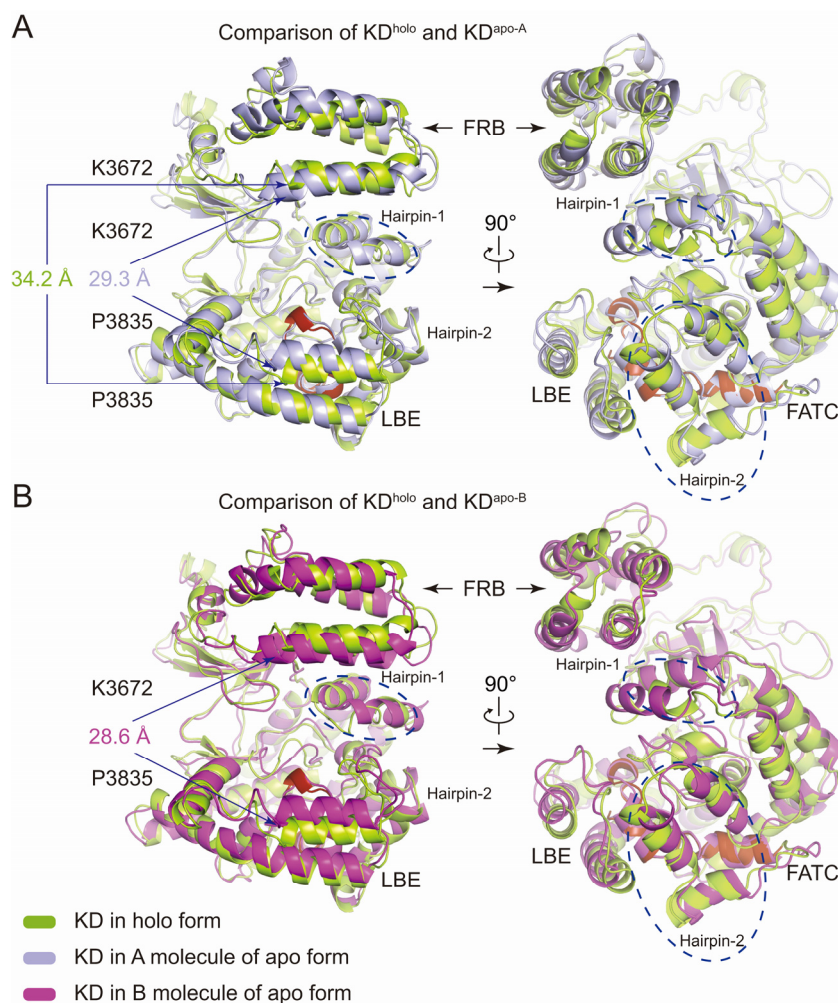 A
Comparison of KDholo and KDapo-A
FRB
K3672
Hairpin-1
Hairpin-1
K3672
90°
34.2 Å 29.3 Å
P3835
Hairpin-2
LBE
FATC
P3835
LBE
Hairpin-2
B
Comparison of KDholo and KDapo-B
FRB
Hairpin-1
Hairpin-1
K3672
90°
28.6 Å
P3835
Hairpin-2
LBE
FATC
LBE
Hairpin-2
KD in holo form
KD in A molecule of apo form
KD in B molecule of apo form